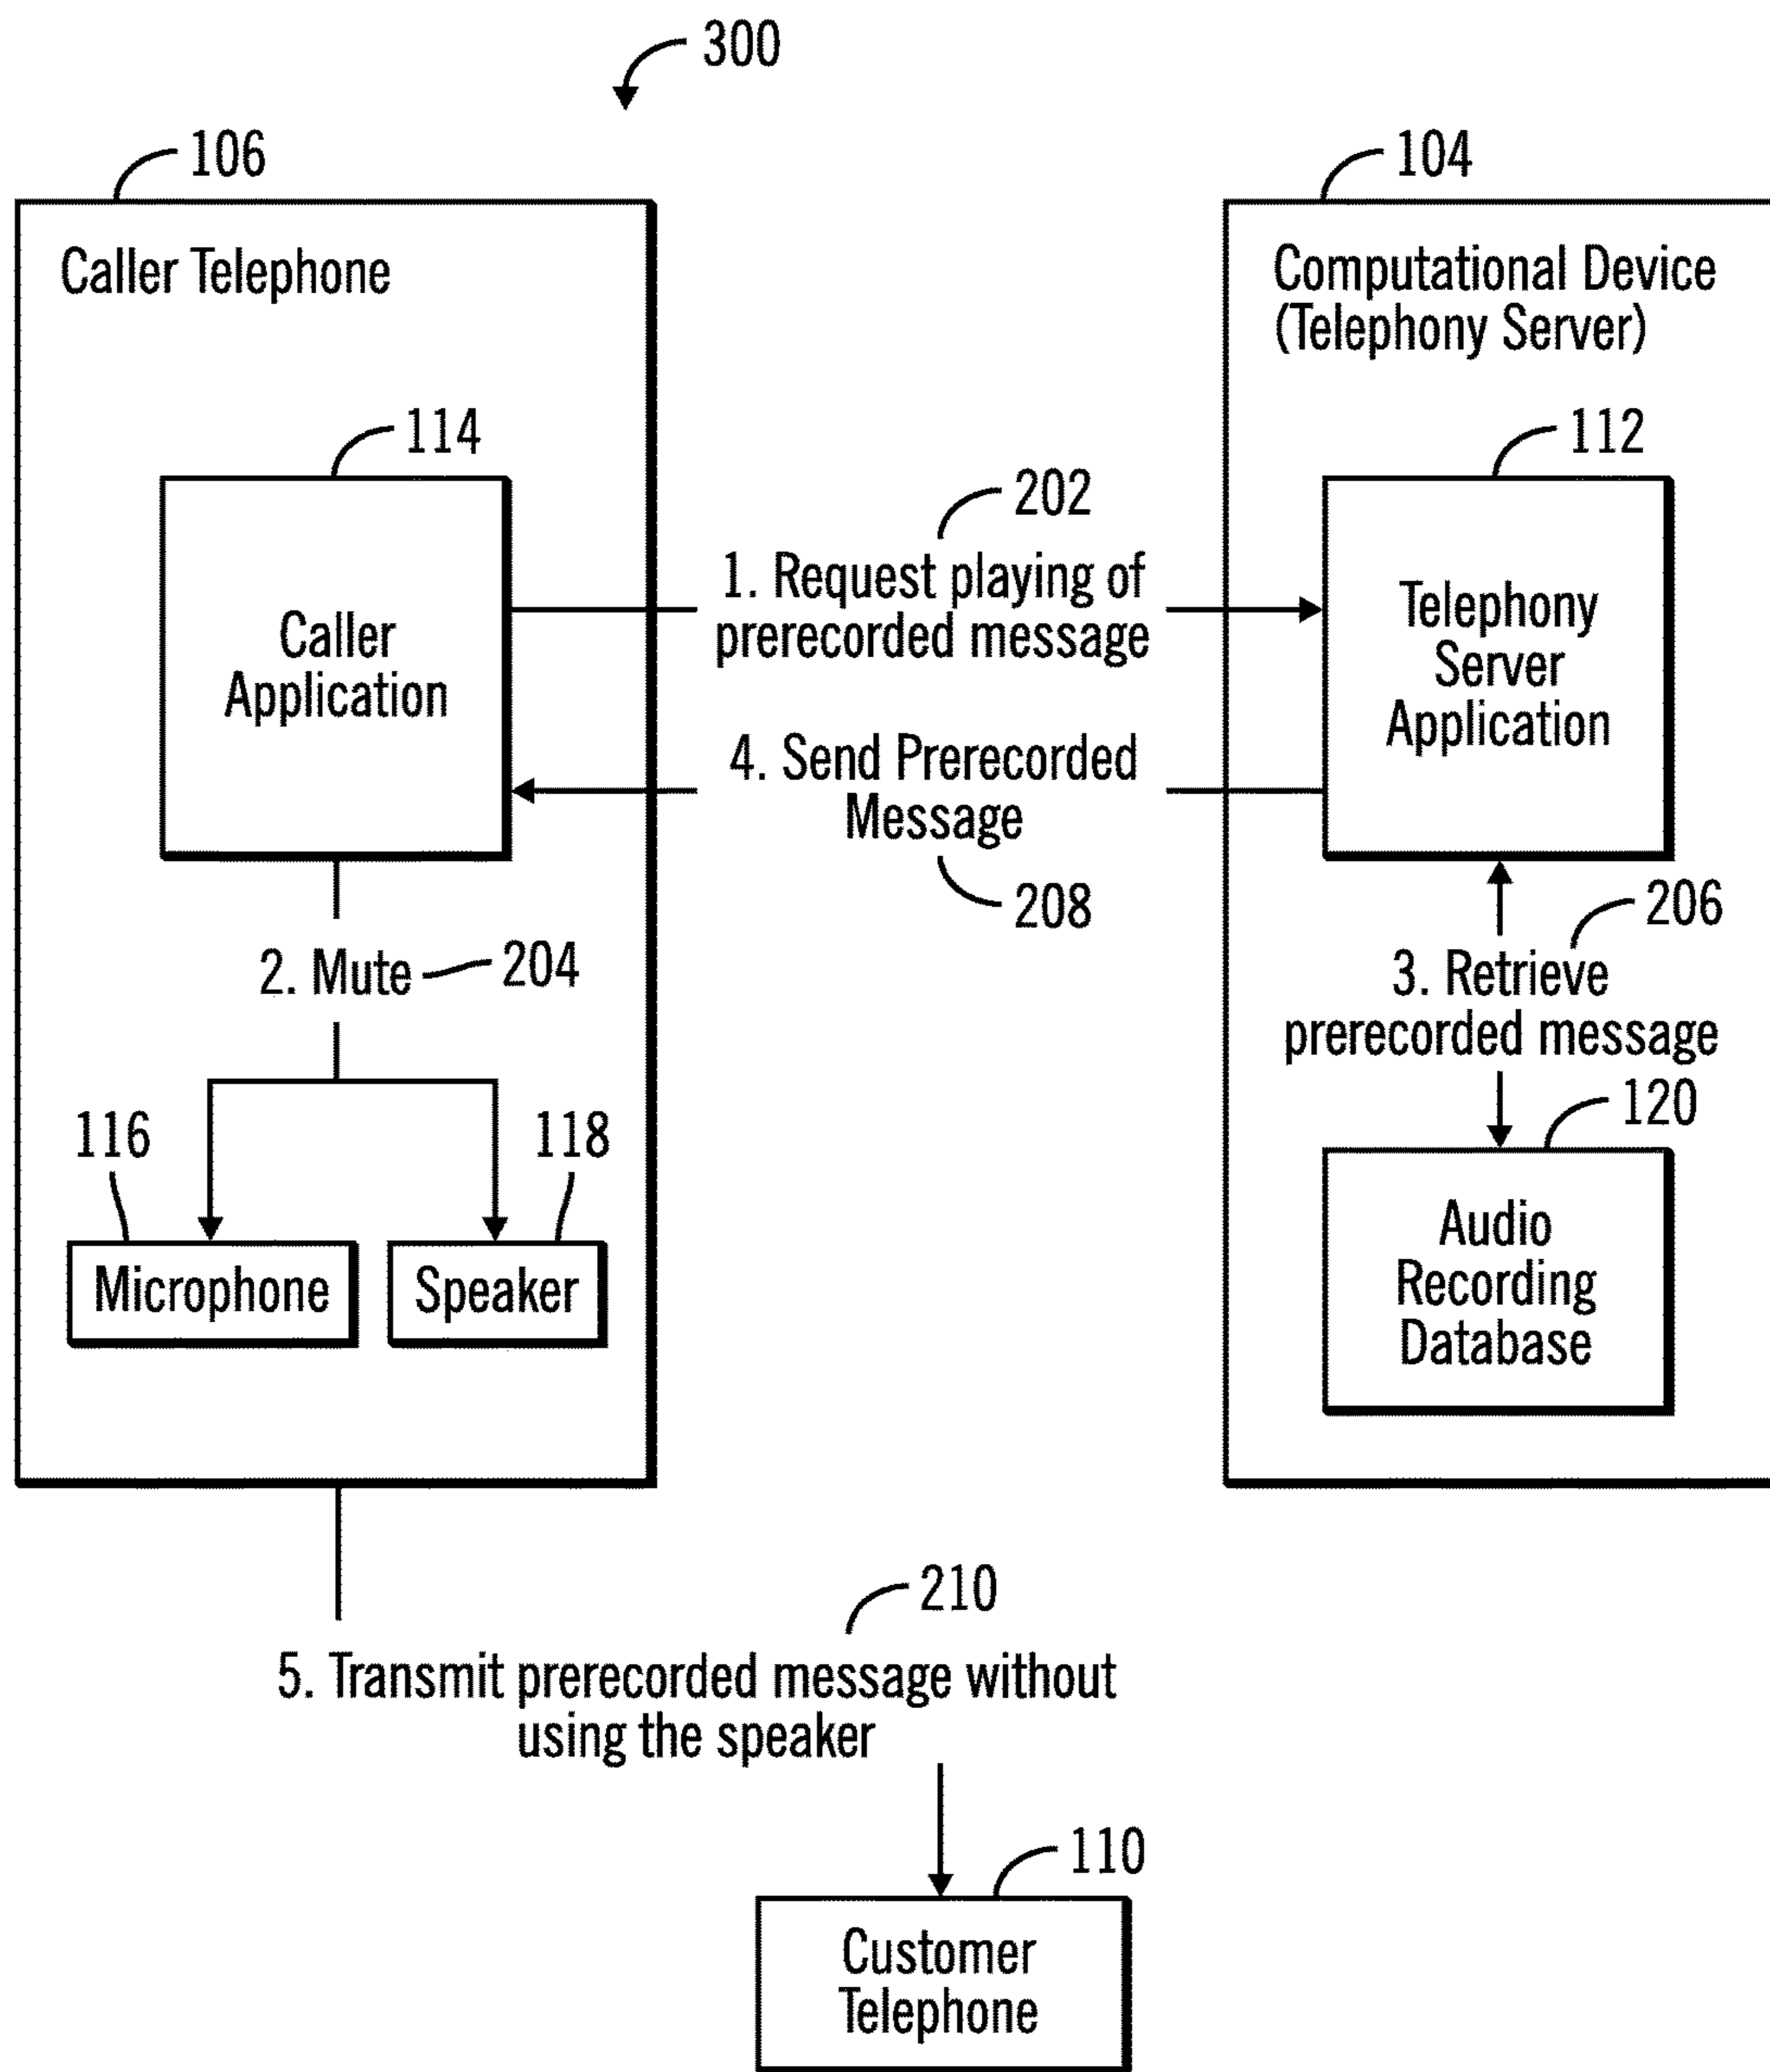 300
106
Caller Telephone
114
Caller
Application
202
1. Request playing of
prerecorded message
4. Send Prerecorded
Message
208
2. Mute
204
116
118
Microphone
Speaker
104
Computational Device
(Telephony Server)
112
Telephony
Server
Application
206
3. Retrieve
prerecorded message
120
Audio
Recording
Database
210
5. Transmit prerecorded message without
using the speaker
110
Customer
Telephone